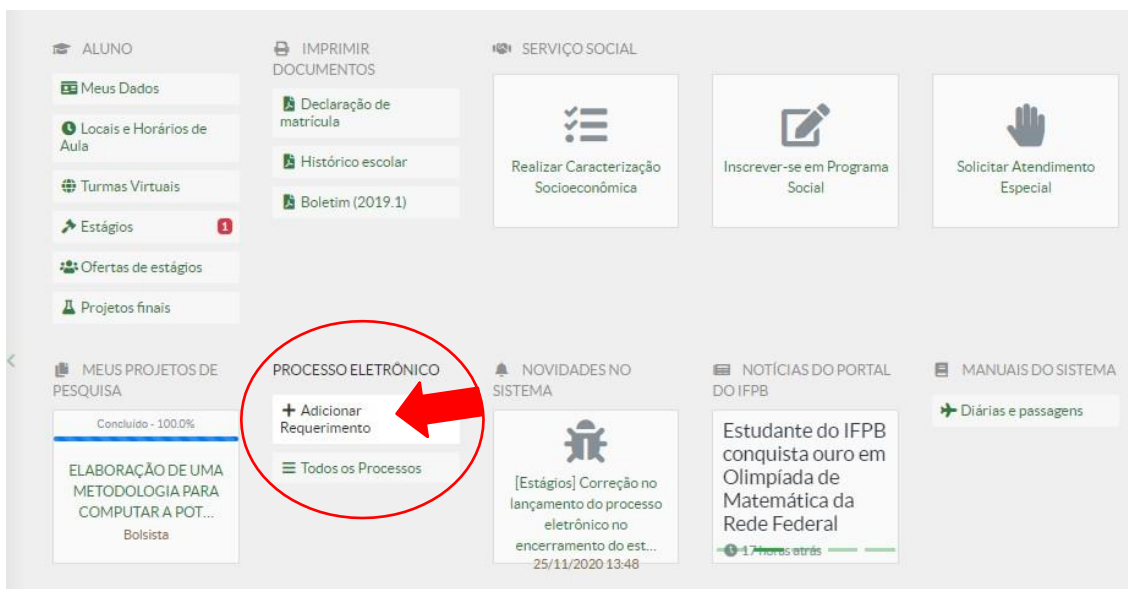 ALUNO
Meus Dados
Locais e Horários de
Aula
Turmas Virtuais
Estágios 1
Ofertas de estágios
Projetos finais
IMPRIMIR
DOCUMENTOS
Declaração de
matrícula
Histórico escolar
Boletim (2019.1)
SERVIÇO SOCIAL
Realizar Caracterização
Socioeconômica
Inscrever-se em Programa
Social
Solicitar Atendimento
Especial
MEUS PROJETOS DE
PESQUISA
Concluído - 100.0%
ELABORAÇÃO DE UMA
METODOLOGIA PARA
COMPUTAR A POT...
Bolsista
PROCESSO ELETRÔNICO
Adicionar
Requerimento
Todos os Processos
NOVIDADES NO
SISTEMA
[Estágios] Correção no
lançamento do processo
eletrônico no
encerramento do est...
25/11/2020 13:48
NOTÍCIAS DO PORTAL
DO IFPB
Estudante do IFPB
conquista ouro em
Olimpíada de
Matemática da
Rede Federal
17 horas atrás
MANUAIS DO SISTEMA
Diárias e passagens